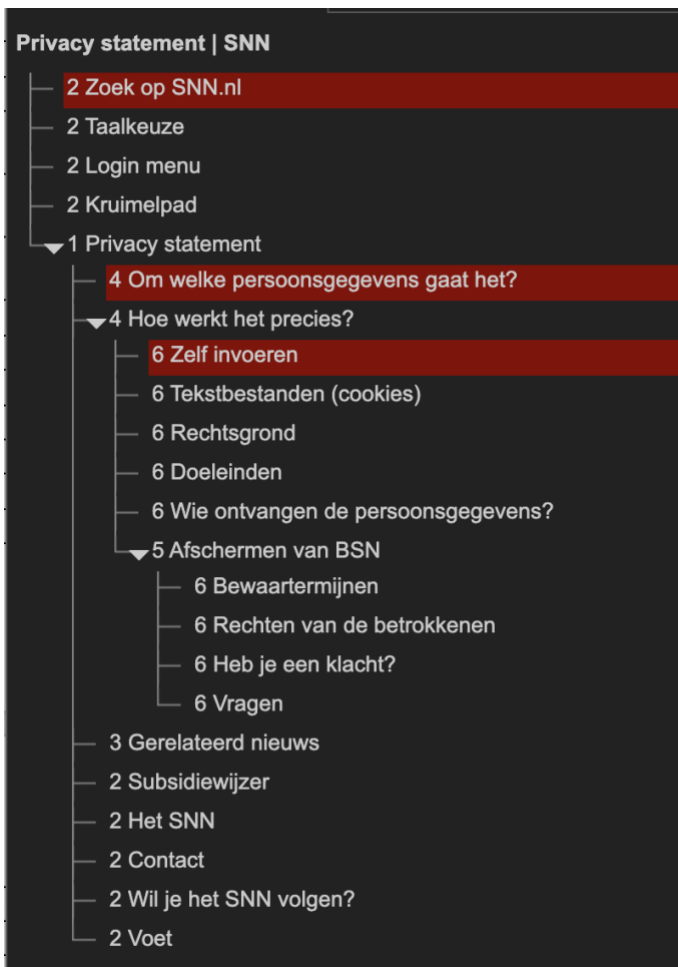 Privacy statement | SNN
2 Zoek op SNN.nl
2 Taalkeuze
2 Login menu
2 Kruimelpad
1 Privacy statement
4 Om welke persoonsgegevens gaat het?
4 Hoe werkt het precies?
6 Zelf invoeren
6 Tekstbestanden (cookies)
6 Rechtsgrond
6 Doeleinden
6 Wie ontvangen de persoonsgegevens?
5 Afschermen van BSN
6 Bewaartermijnen
6 Rechten van de betrokkenen
6 Heb je een klacht?
6 Vragen
3 Gerelateerd nieuws
2 Subsidiewijzer
2 Het SNN
2 Contact
2 Wil je het SNN volgen?
2 Voet